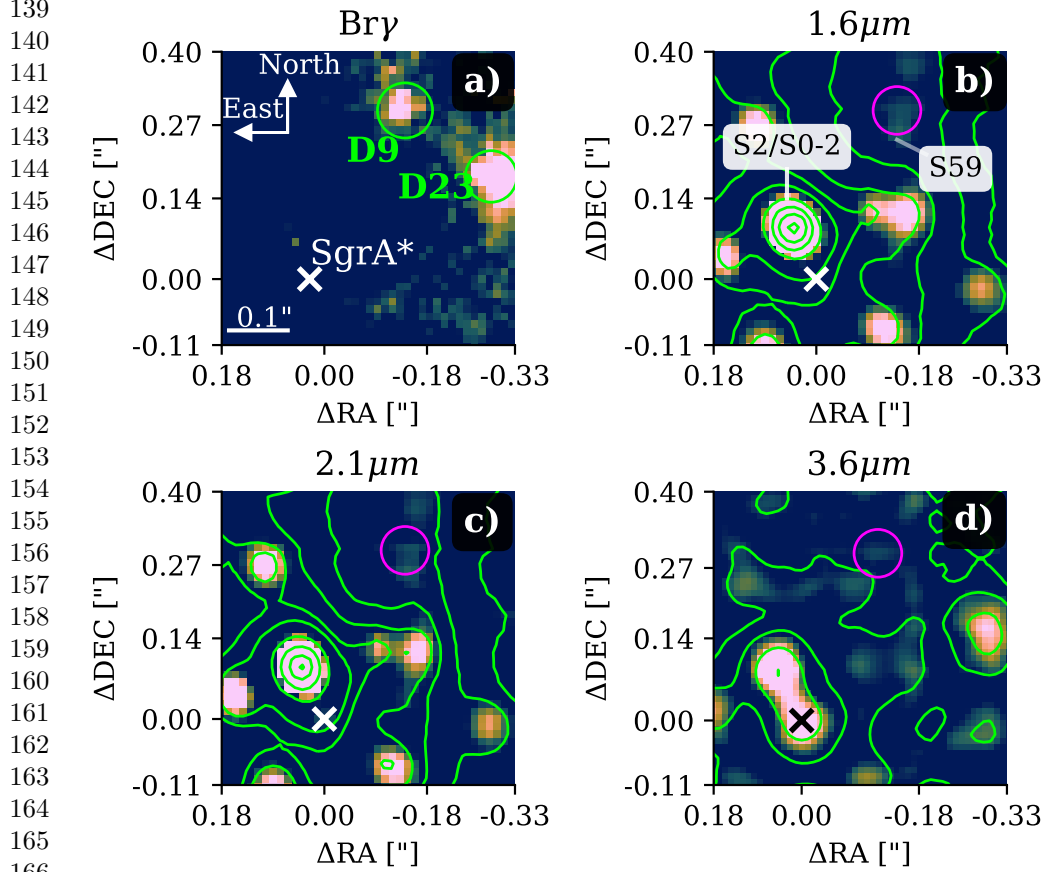 139
140
141
142
143
144
145
146
147
148
149
150
151
152
153
154
155
156
157
158
159
160
161
162
163
164
165
166
Brγ
a)
North
East
D9
D23
SgrA*
0.1"
0.40
0.27
0.14
0.00
-0.11
ΔDEC ["]
0.18 0.00 -0.18 -0.33
ΔRA ["]
1.6μm
b)
S2/S0-2
S59
0.40
0.27
0.14
0.00
-0.11
ΔDEC ["]
0.18 0.00 -0.18 -0.33
ΔRA ["]
2.1μm
c)
0.40
0.27
0.14
0.00
-0.11
ΔDEC ["]
0.18 0.00 -0.18 -0.33
ΔRA ["]
3.6μm
d)
0.40
0.27
0.14
0.00
-0.11
ΔDEC ["]
0.18 0.00 -0.18 -0.33
ΔRA ["]